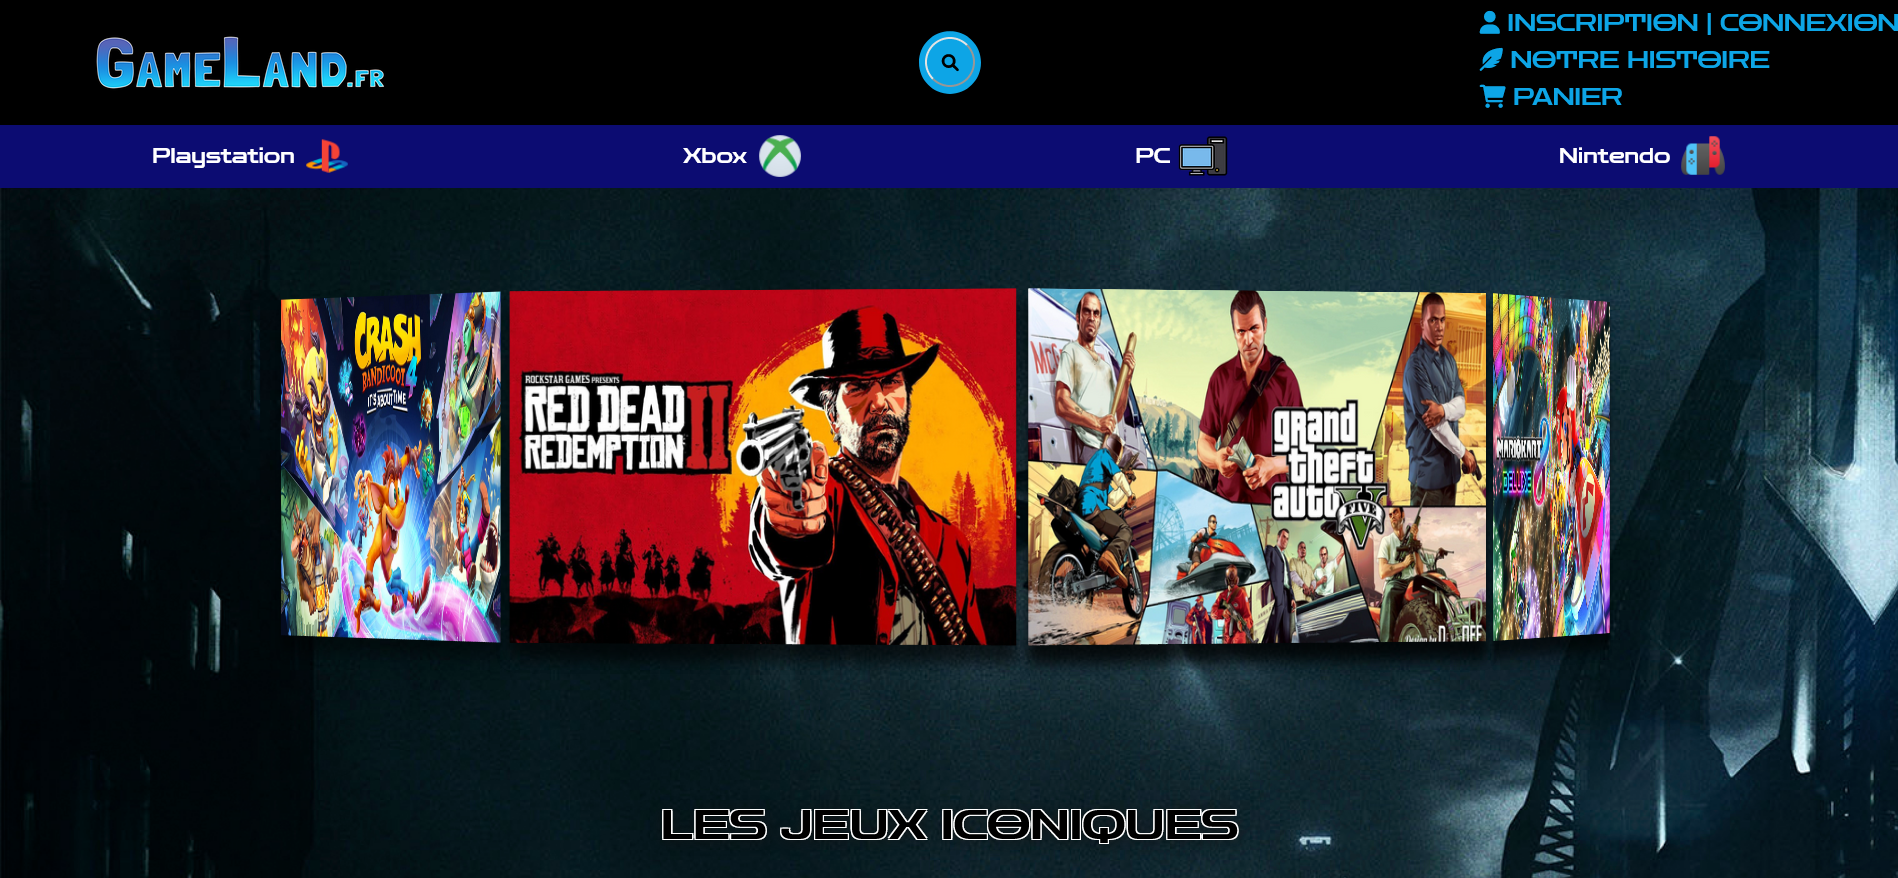 GAMELAND.FR
INSCRIPTION | CONNEXION
NOTRE HISTOIRE
PANIER
Playstation
Xbox
PC
Nintendo
CRASH
BANDICOOT 4
IT'S ABOUT TIME
ROCKSTAR GAMES PRESENTS
RED DEAD
REDEMPTION II
grand
theft
auto V
FIVE
MARIOKART 8
DELUXE
LES JEUX ICONIQUES